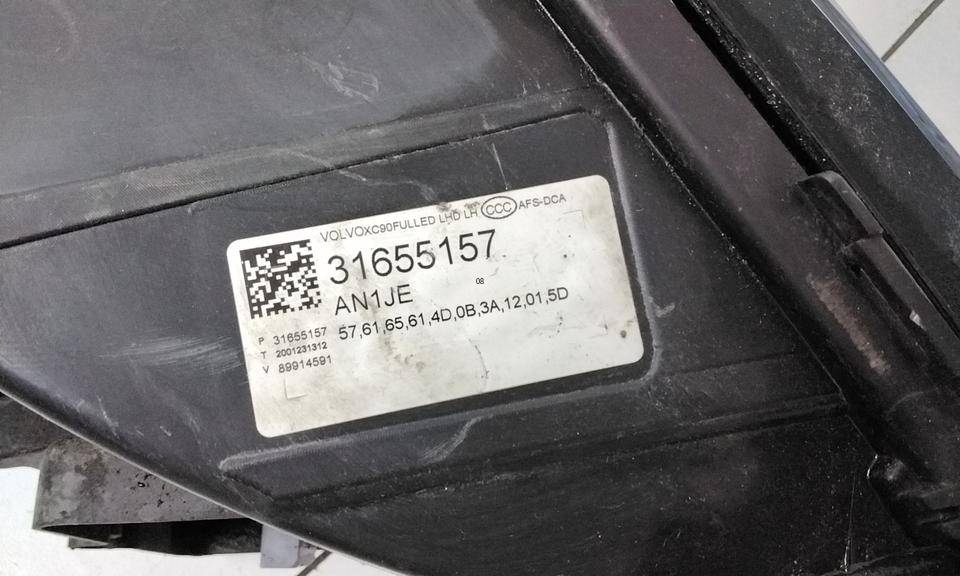 VOLVOXC90FULLED LHD LH CCC AFS-DCA
31655157
08
AN1JE
57,61,65,61,4D,0B,3A,12,01,5D
P 31655157
T 2001231312
V 89914591